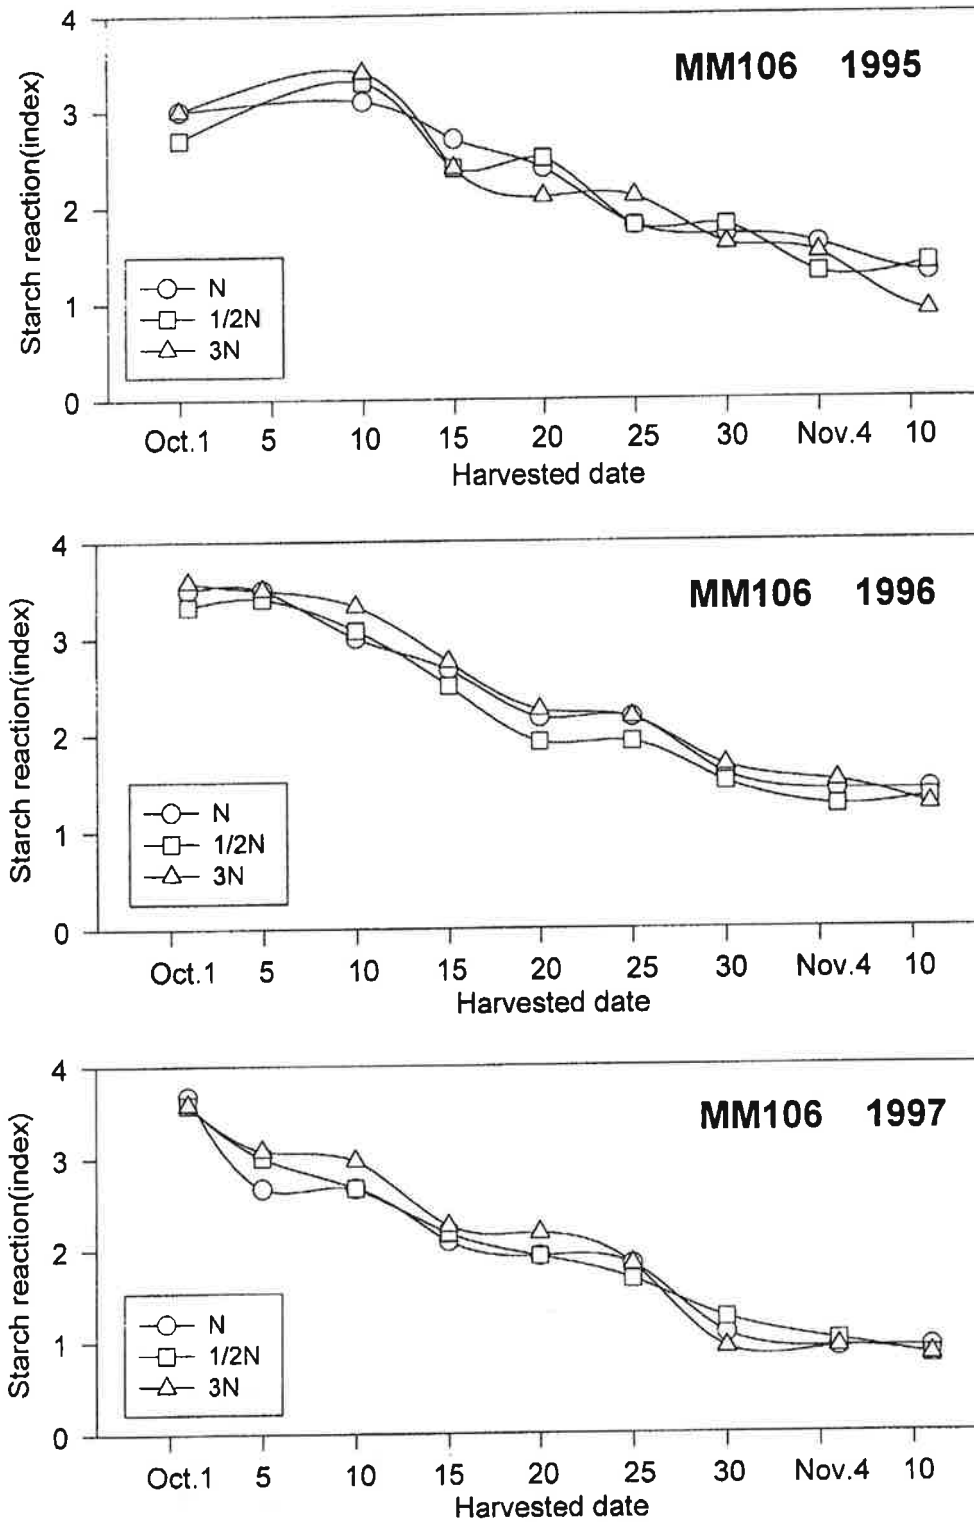 4
MM106 1995
3
2
1
0
Starch reaction(index)
N
1/2N
3N
Oct.1 5 10 15 20 25 30 Nov.4 10
Harvested date
4
MM106 1996
3
2
1
0
Starch reaction(index)
N
1/2N
3N
Oct.1 5 10 15 20 25 30 Nov.4 10
Harvested date
4
MM106 1997
3
2
1
0
Starch reaction(index)
N
1/2N
3N
Oct.1 5 10 15 20 25 30 Nov.4 10
Harvested date